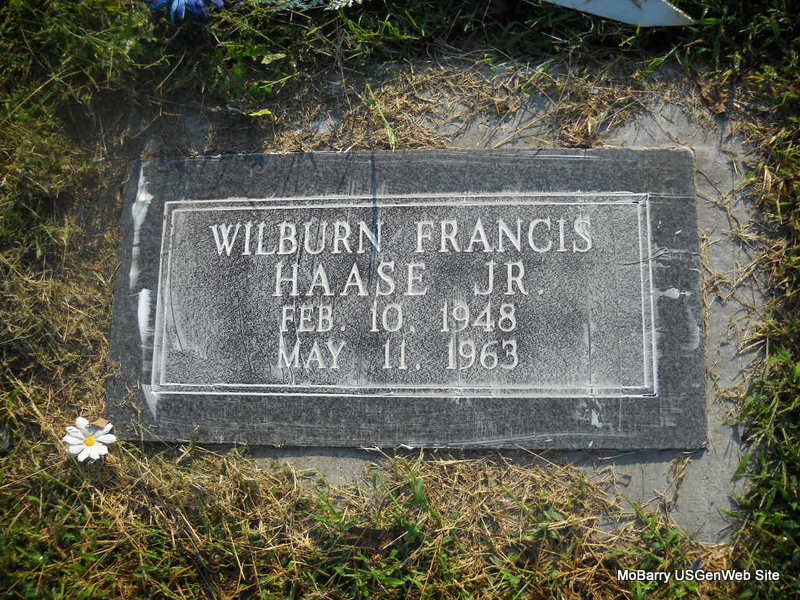 WILBURN FRANCIS
HAASE JR.
FEB. 10. 1948
MAY 11. 1963
MoBarry USGenWeb Site